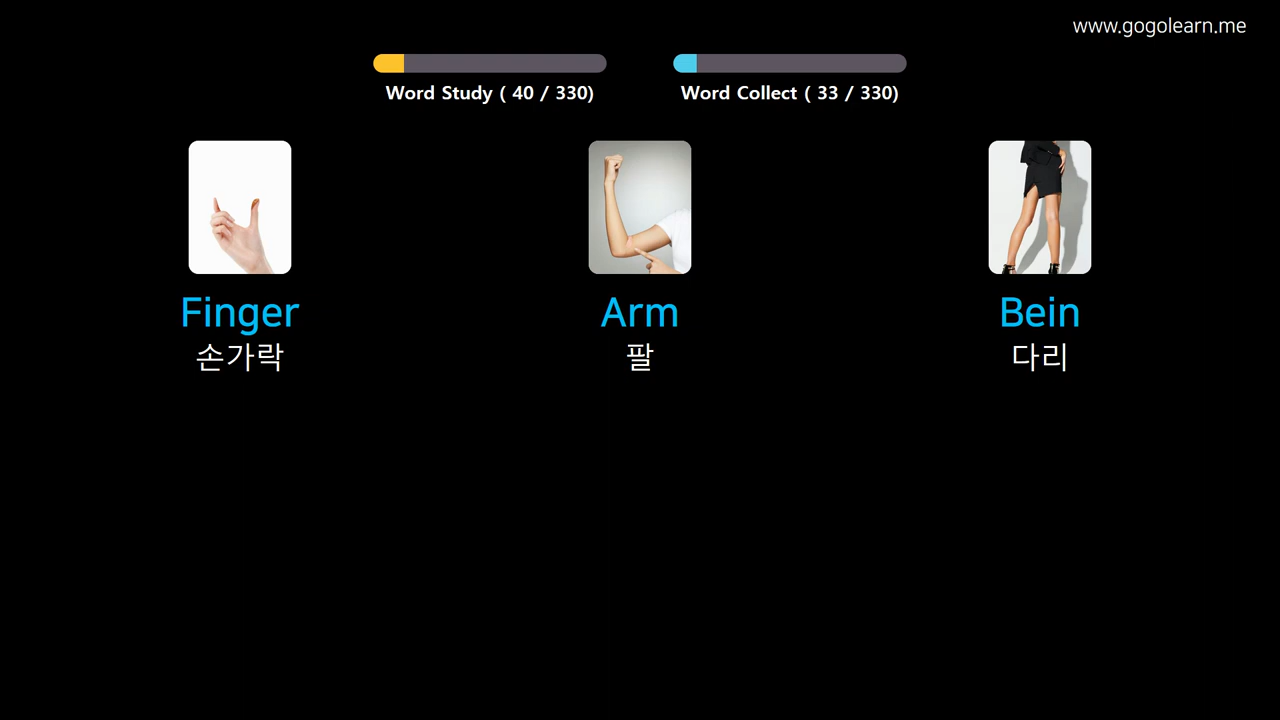 www.gogolearn.me
Word Study ( 40 / 330)
Word Collect ( 33 / 330)
Finger
손가락
Arm
팔
Bein
다리